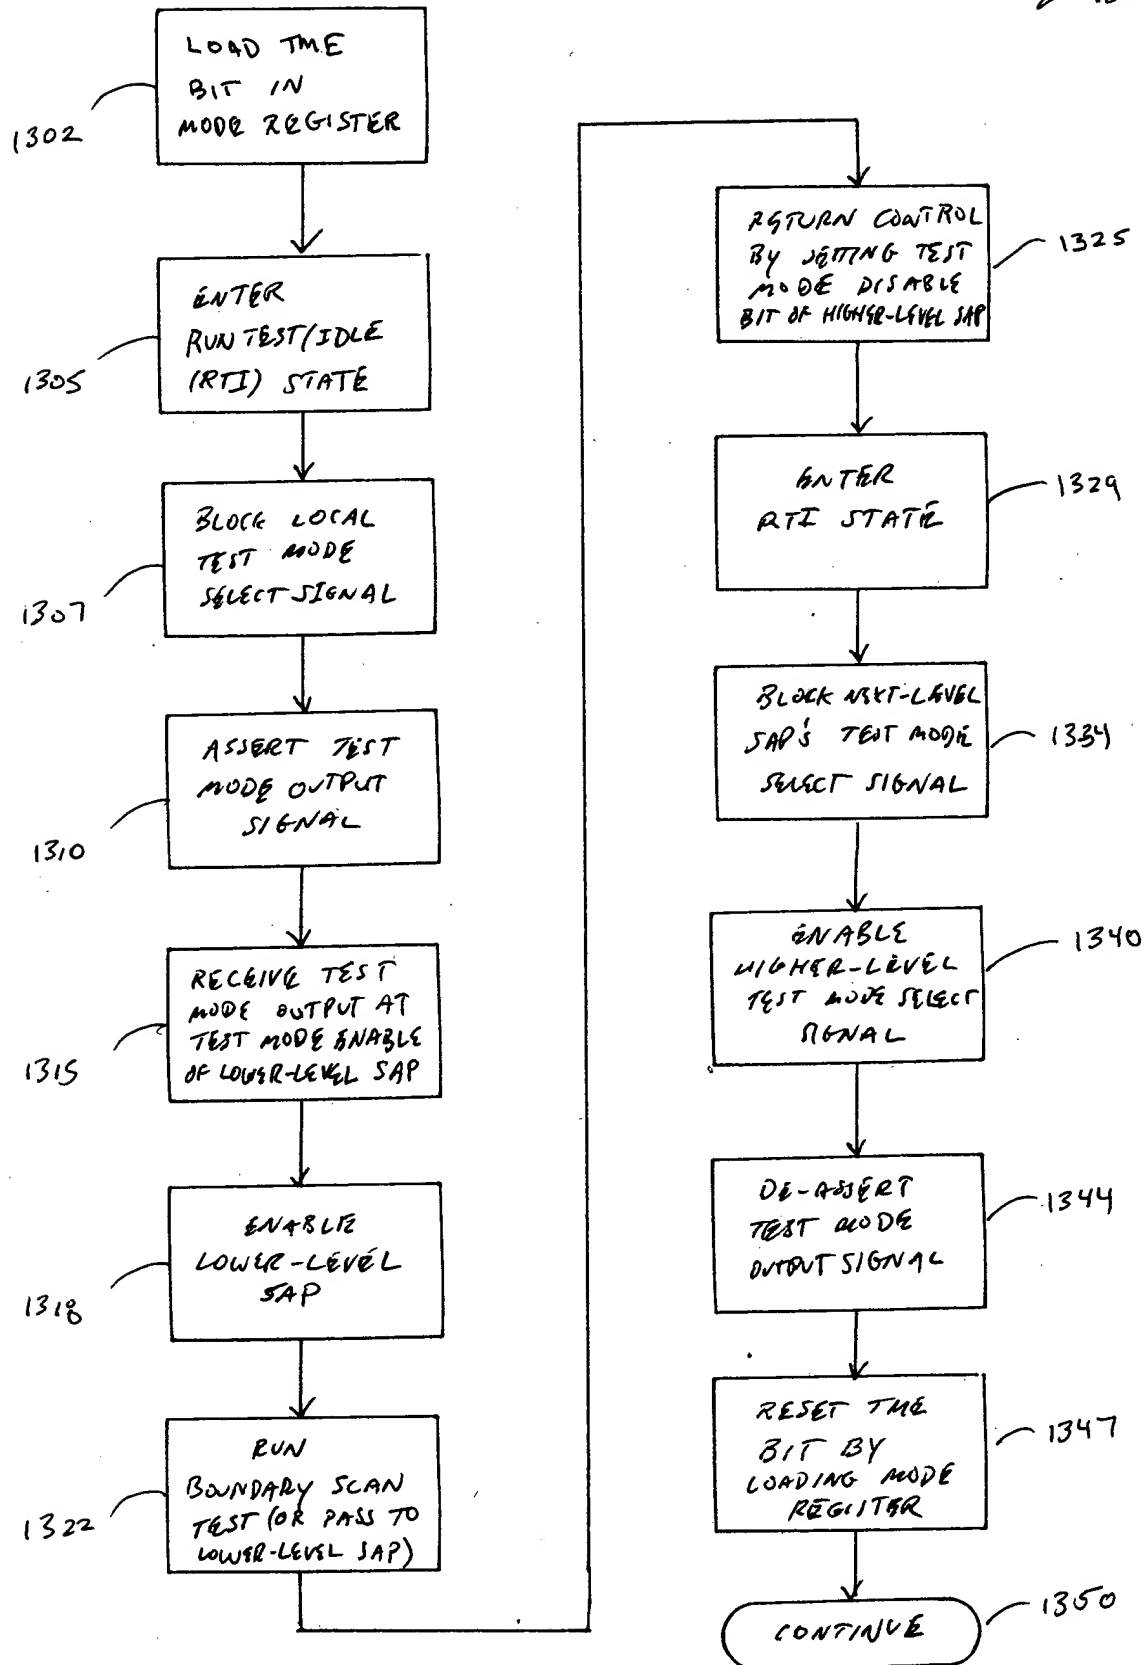 LOAD TME
BIT IN
MODE REGISTER
1302
ENTER
RUN TEST/IDLE
(RTI) STATE
1305
BLOCK LOCAL
TEST MODE
SELECT SIGNAL
1307
ASSERT TEST
MODE OUTPUT
SIGNAL
1310
RECEIVE TEST
MODE OUTPUT AT
TEST MODE ENABLE
OF LOWER-LEVEL SAP
1315
ENABLE
LOWER-LEVEL
SAP
1318
RUN
BOUNDARY SCAN
TEST (OR PASS TO
LOWER-LEVEL SAP)
1322
RETURN CONTROL
BY SETTING TEST
MODE DISABLE
BIT OF HIGHER-LEVEL SAP
1325
ENTER
RTI STATE
1329
BLOCK NEXT-LEVEL
SAP'S TEST MODE
SELECT SIGNAL
1334
ENABLE
HIGHER-LEVEL
TEST MODE SELECT
SIGNAL
1340
DE-ASSERT
TEST MODE
OUTPUT SIGNAL
1344
RESET TME
BIT BY
LOADING MODE
REGISTER
1347
CONTINUE
1350